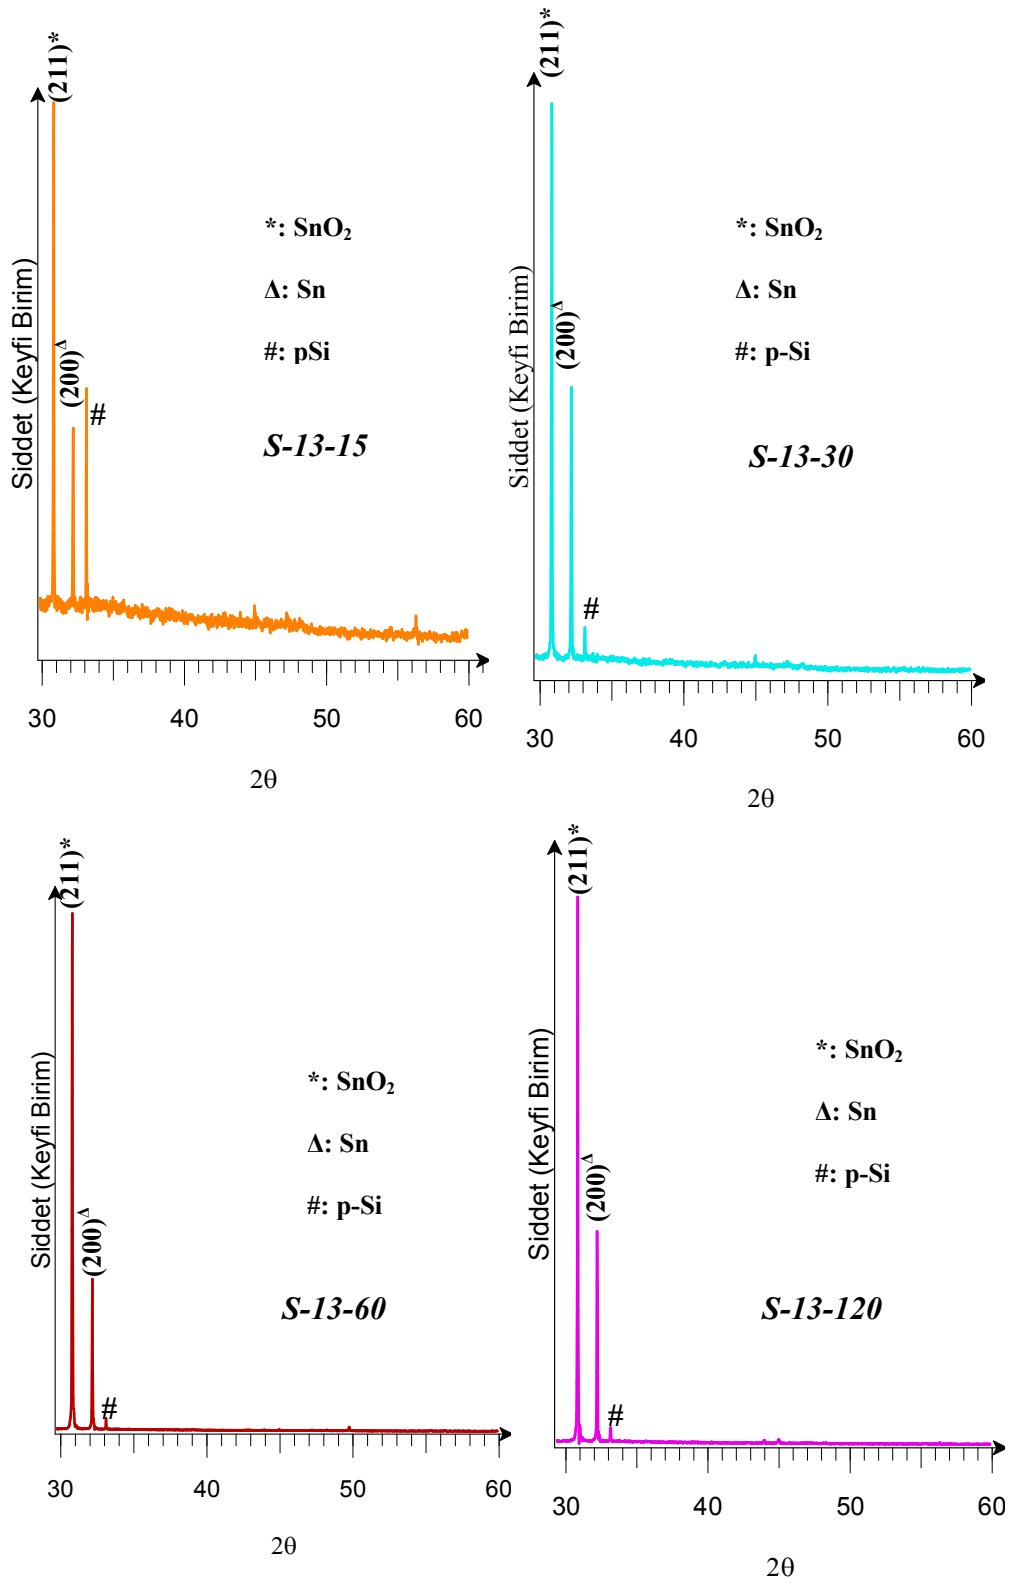 (211)*
Siddet (Keyfi Birim)
(200)Δ
#
*: SnO₂
Δ: Sn
#: pSi
S-13-15
30 40 50 60
2θ
(211)*
Siddet (Keyfi Birim)
(200)Δ
#
*: SnO₂
Δ: Sn
#: p-Si
S-13-30
30 40 50 60
2θ
(211)*
Siddet (Keyfi Birim)
(200)Δ
#
*: SnO₂
Δ: Sn
#: p-Si
S-13-60
30 40 50 60
2θ
(211)*
Siddet (Keyfi Birim)
(200)Δ
#
*: SnO₂
Δ: Sn
#: p-Si
S-13-120
30 40 50 60
2θ